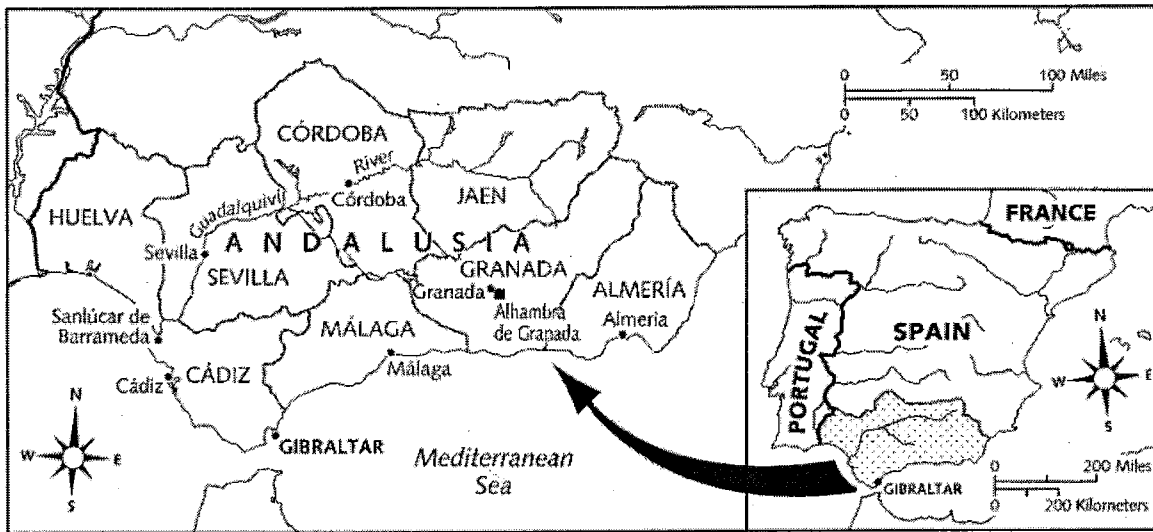 0 50 100 Miles
0 50 100 Kilometers
CÓRDOBA
River
Córdoba
JAEN
HUELVA
Guadalquivir
ANDALUSIA
Sevilla
SEVILLA
GRANADA
Granada
ALMERÍA
Alhambra
de Granada
Almeria
Sanlúcar de
Barrameda
MÁLAGA
Málaga
Cádiz
CÁDIZ
GIBRALTAR
Mediterranean
Sea
N
W E
S
FRANCE
PORTUGAL
SPAIN
N
W E
S
GIBRALTAR
0 200 Miles
0 200 Kilometers